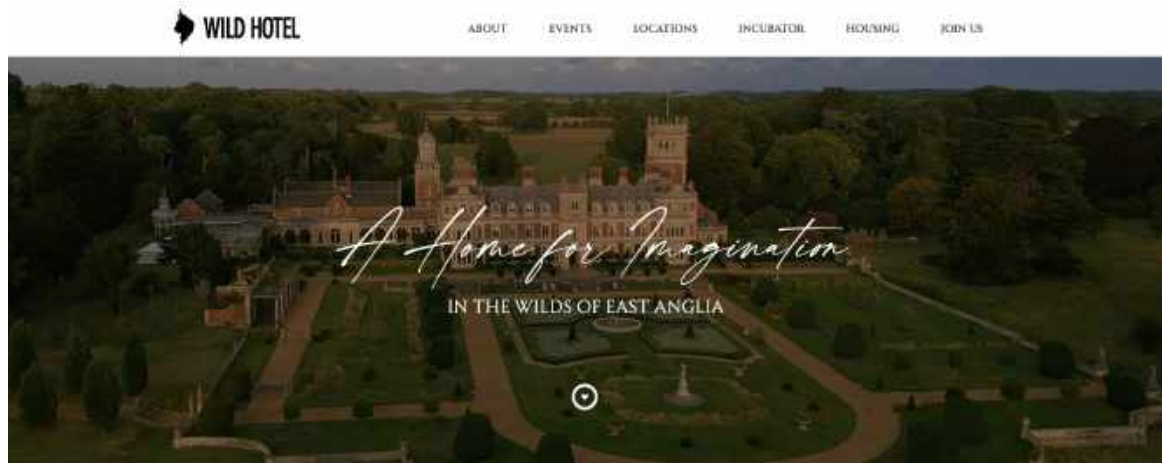 WILD HOTEL
ABOUT EVENTS LOCATIONS INCUBATOR HOUSING JOIN US
A Home for Imagination
IN THE WILDS OF EAST ANGLIA